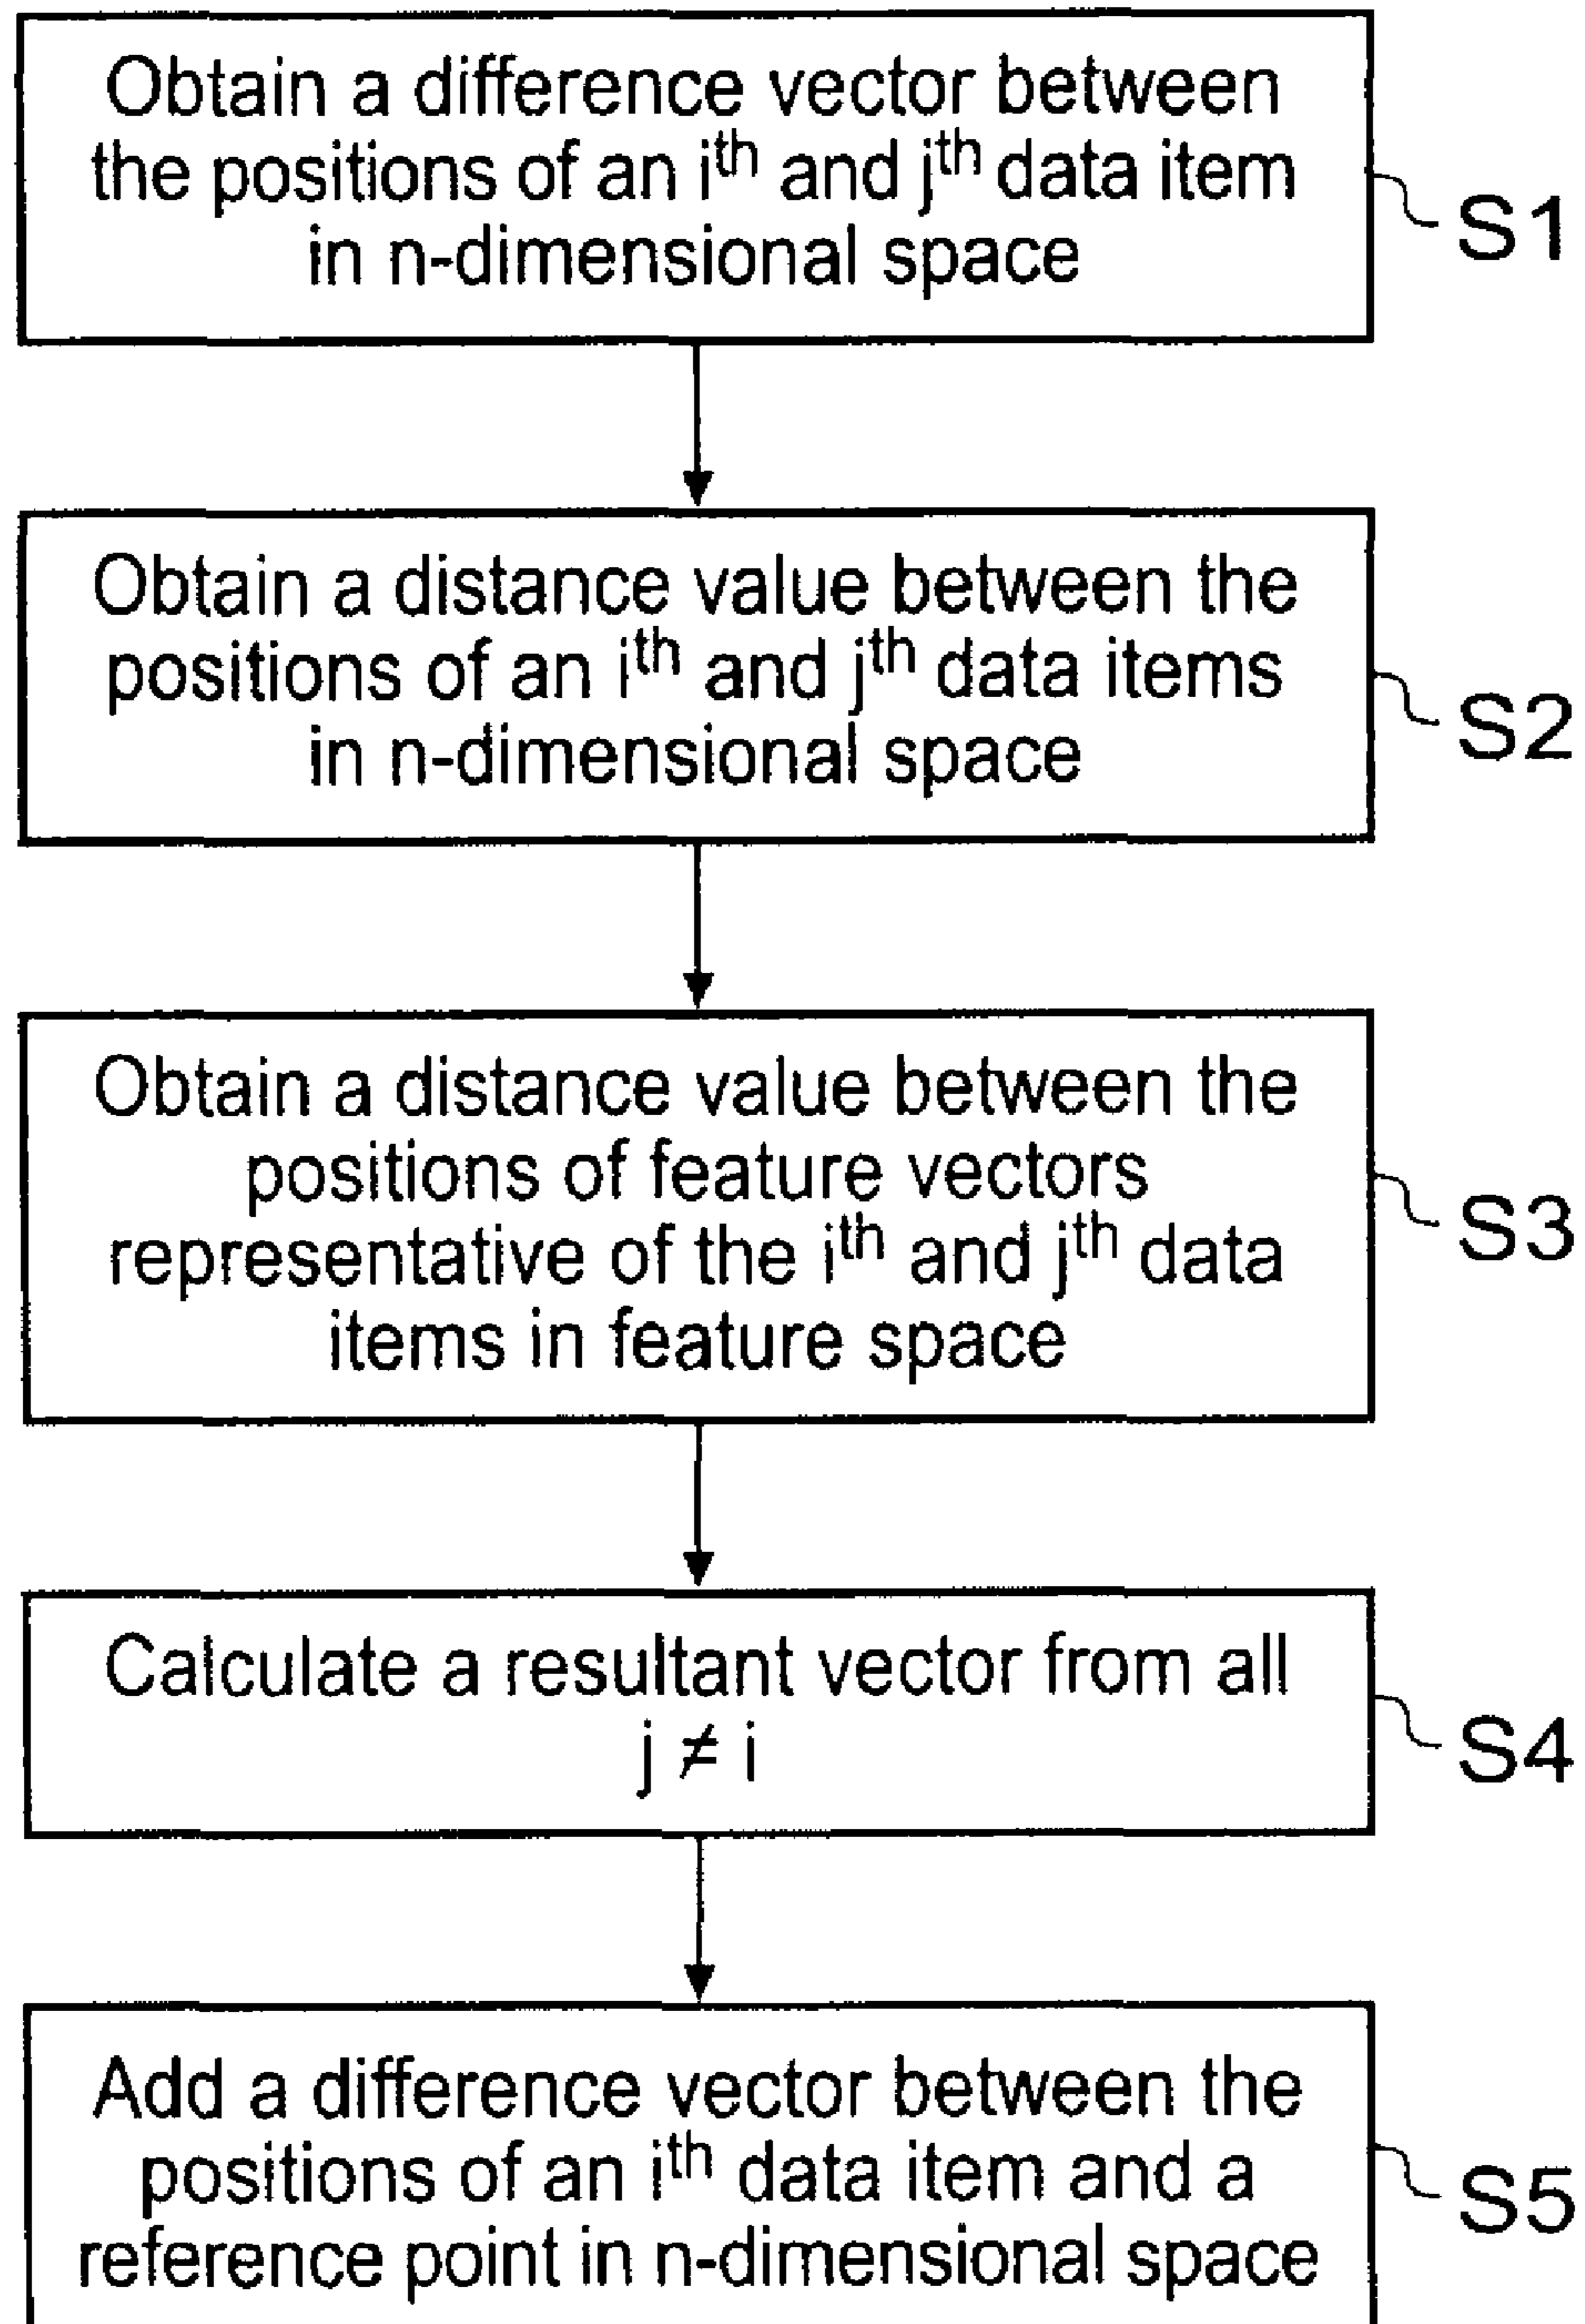 Obtain a difference vector between
the positions of an iᵗʰ and jᵗʰ data item
in n-dimensional space
S1
Obtain a distance value between the
positions of an iᵗʰ and jᵗʰ data items
in n-dimensional space
S2
Obtain a distance value between the
positions of feature vectors
representative of the iᵗʰ and jᵗʰ data
items in feature space
S3
Calculate a resultant vector from all
j ≠ i
S4
Add a difference vector between the
positions of an iᵗʰ data item and a
reference point in n-dimensional space
S5